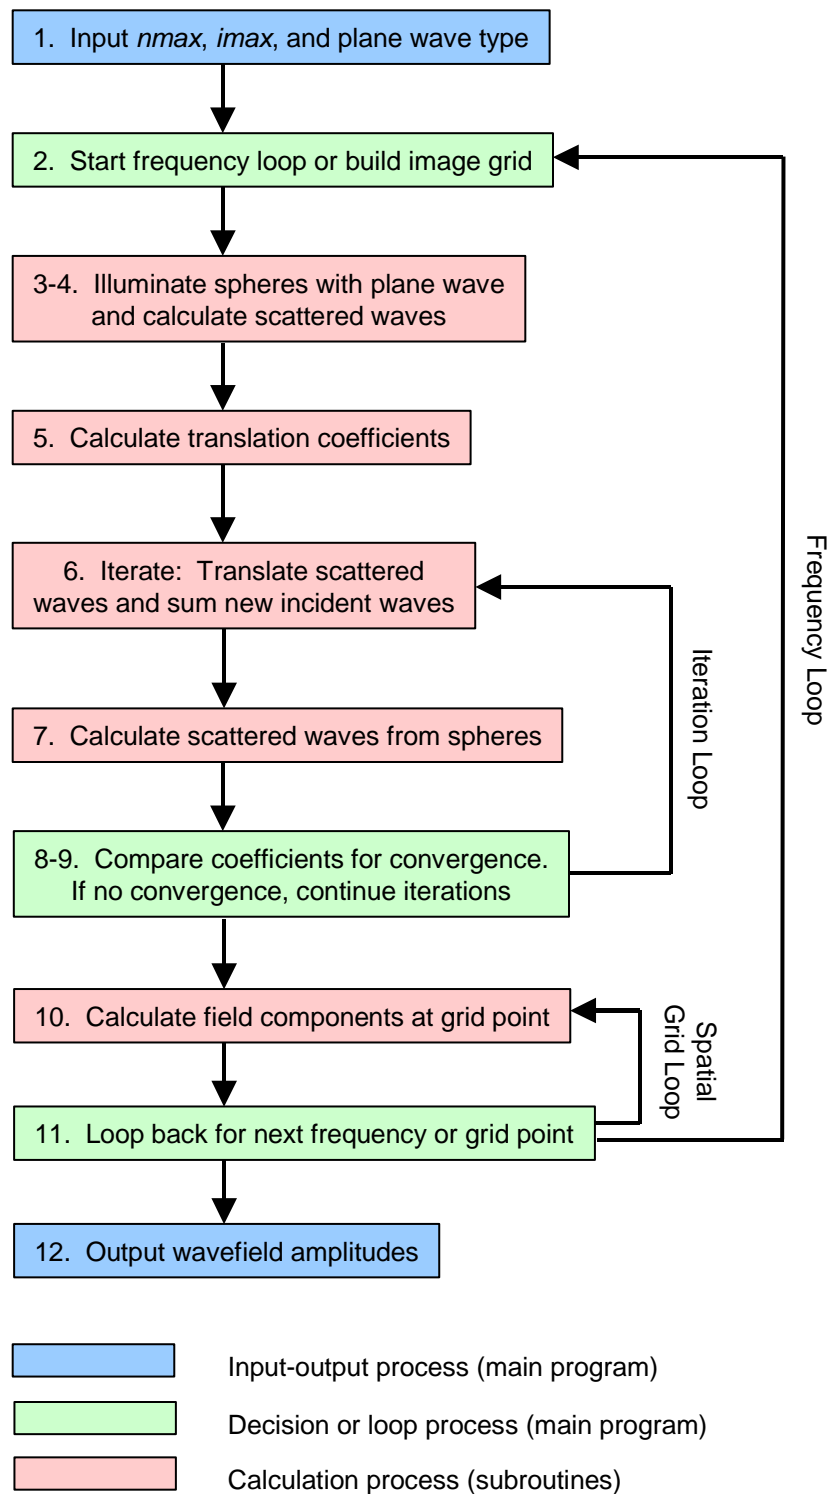 1. Input nmax, imax, and plane wave type
2. Start frequency loop or build image grid
3-4. Illuminate spheres with plane wave
and calculate scattered waves
5. Calculate translation coefficients
6. Iterate: Translate scattered
waves and sum new incident waves
7. Calculate scattered waves from spheres
8-9. Compare coefficients for convergence.
If no convergence, continue iterations
10. Calculate field components at grid point
11. Loop back for next frequency or grid point
12. Output wavefield amplitudes
Iteration Loop
Spatial
Grid Loop
Frequency Loop
Input-output process (main program)
Decision or loop process (main program)
Calculation process (subroutines)